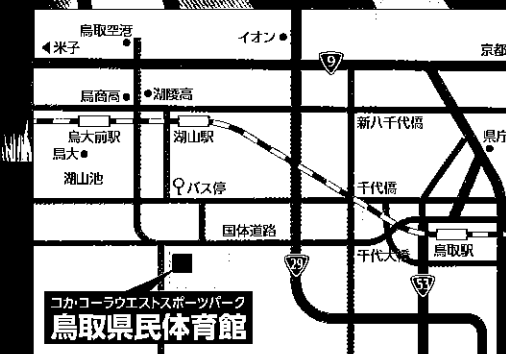 鳥取空港
イオン
米子
9
京都
鳥商高
湖陵高
新八千代橋
鳥大前駅
湖山駅
県庁
鳥大
湖山池
バス停
千代橋
国体道路
千代大橋
鳥取駅
29
53
コカ・コーラウエストスポーツパーク
鳥取県民体育館